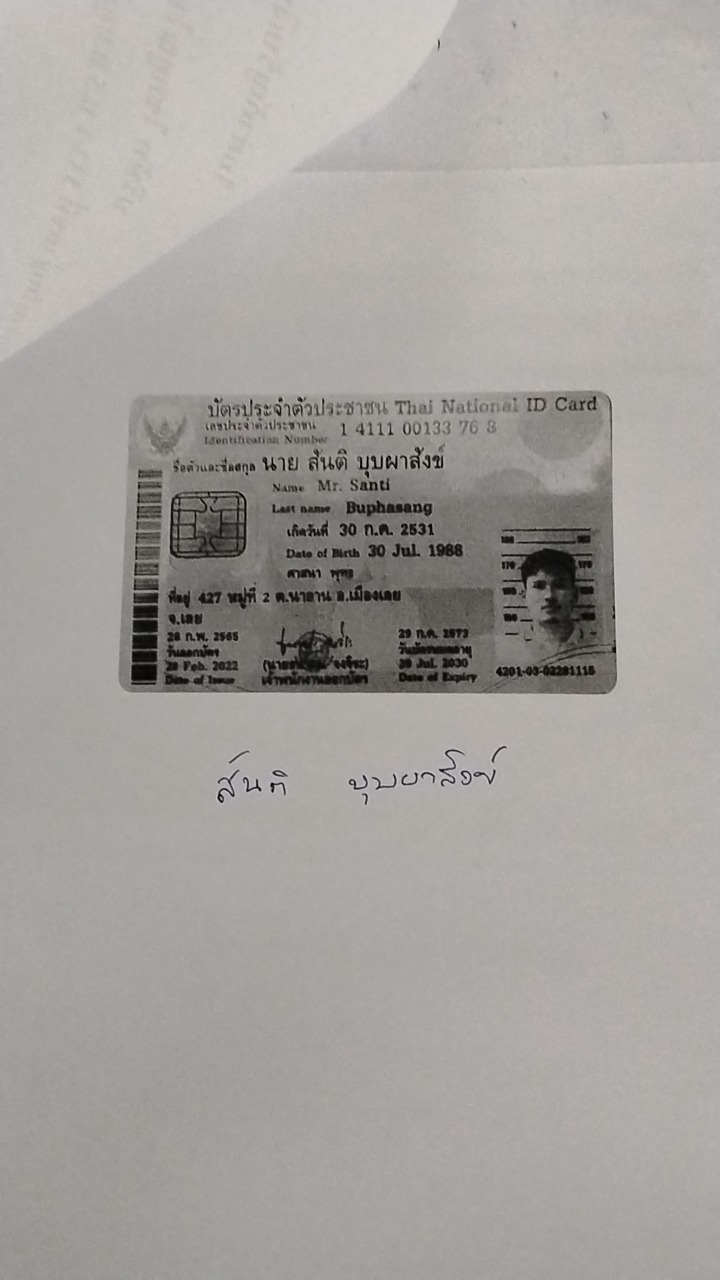 บัตรประจำตัวประชาชน Thai National ID Card
เลขประจำตัวประชาชน
Identification Number
1 4111 00133 76 8
ชื่อตัวและชื่อสกุล นาย สันติ บุบผาสังข์
Name Mr. Santi
Last name Buphasang
เกิดวันที่ 30 ก.ค. 2531
Date of Birth 30 Jul. 1988
ศาสนา พุทธ
ที่อยู่ 427 หมู่ที่ 2 ต.นาอาน อ.เมืองเลย
จ.เลย
28 ก.พ. 2565
วันออกบัตร
28 Feb. 2022
Date of Issue
เจ้าพนักงานออกบัตร
29 ก.ค. 2573
วันบัตรหมดอายุ
29 Jul. 2030
Date of Expiry
4201-03-02281115
สันติ บุบผาสังข์